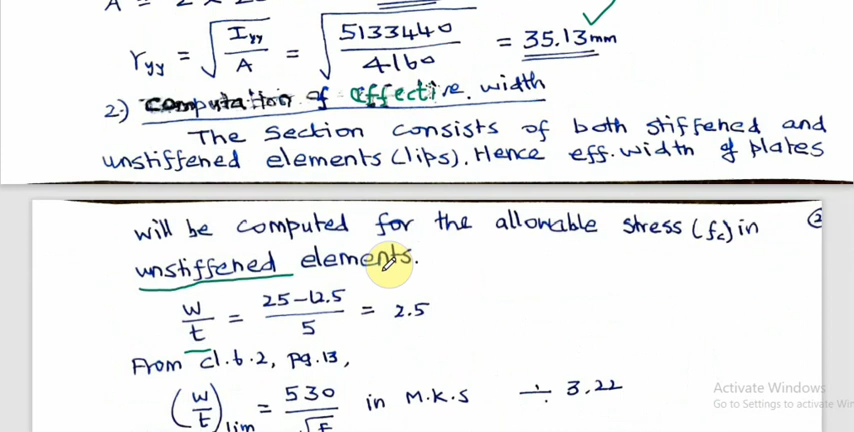 A =
r_yy = √(I_yy / A) = √(5133440 / 4160) = 35.13mm
2.) computation of effective. width
The section consists of both stiffened and
unstiffened elements (lips). Hence eff. width of plates
will be computed for the allowable stress (fc) in
unstiffened elements.
w/t = (25-12.5)/5 = 2.5
From cl. 6.2, pg. 13,
(w/t)lim = 530/√f in M.K.S ÷ 3.22
Activate Windows
Go to Settings to activate Win